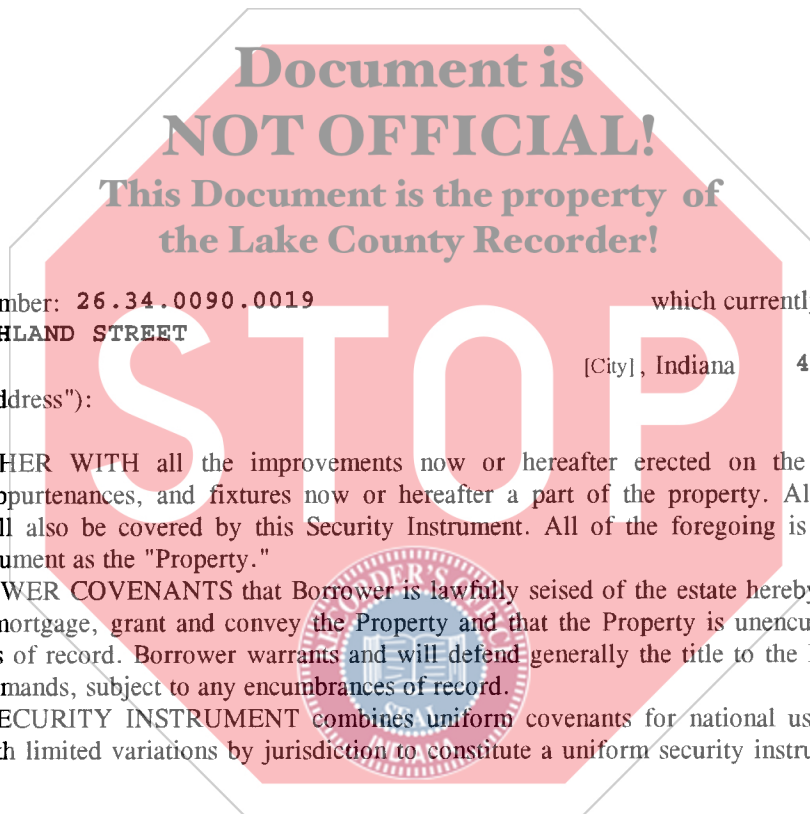 Document is
NOT OFFICIAL!
This Document is the property of
the Lake County Recorder!
mber: 26.34.0090.0019 which currently
HLAND STREET
[City], Indiana 4
ddress"):
STOP
HER WITH all the improvements now or hereafter erected on the
ppurtenances, and fixtures now or hereafter a part of the property. Al
ll also be covered by this Security Instrument. All of the foregoing is
ument as the "Property."
WER COVENANTS that Borrower is lawfully seised of the estate hereby
mortgage, grant and convey the Property and that the Property is unencu
s of record. Borrower warrants and will defend generally the title to the
mands, subject to any encumbrances of record.
ECURITY INSTRUMENT combines uniform covenants for national us
th limited variations by jurisdiction to constitute a uniform security instru
RECORDER'S OFFICE
SEAL